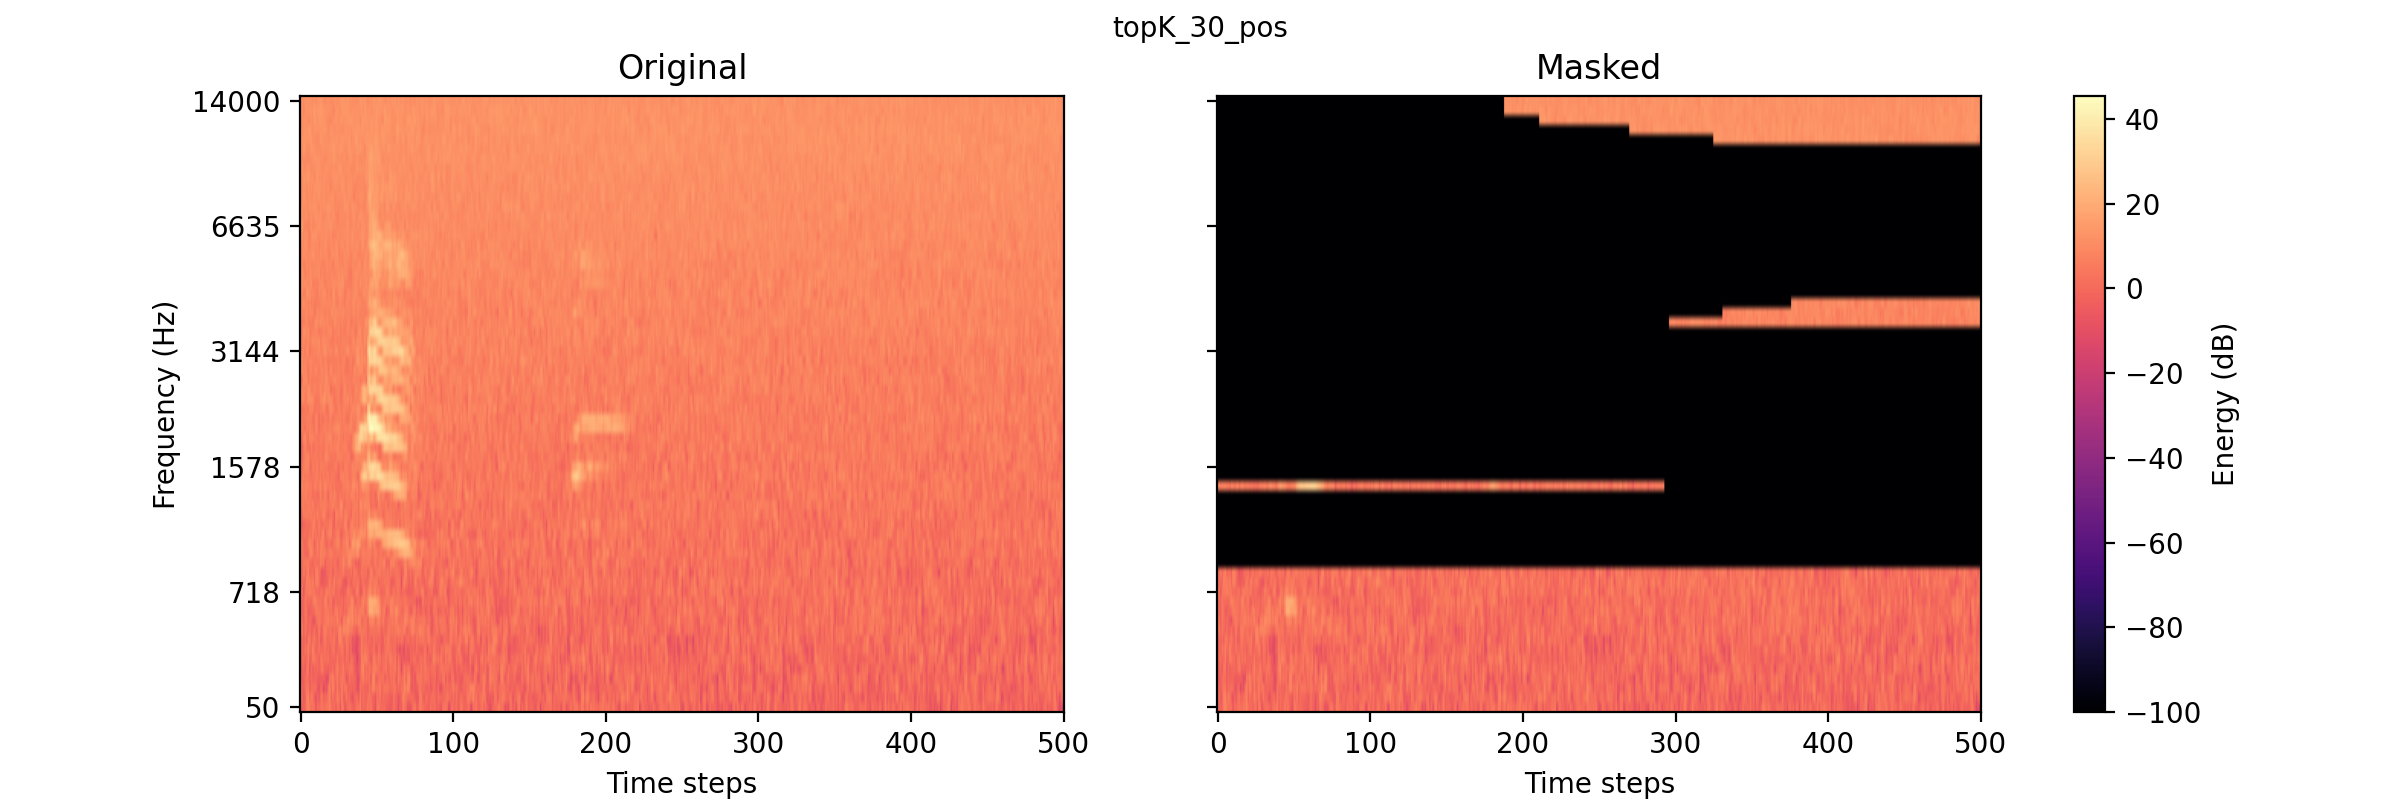 topK_30_pos
Original
Masked
14000
6635
3144
1578
718
50
Frequency (Hz)
0 100 200 300 400 500
Time steps
0 100 200 300 400 500
Time steps
40
20
0
−20
−40
−60
−80
−100
Energy (dB)